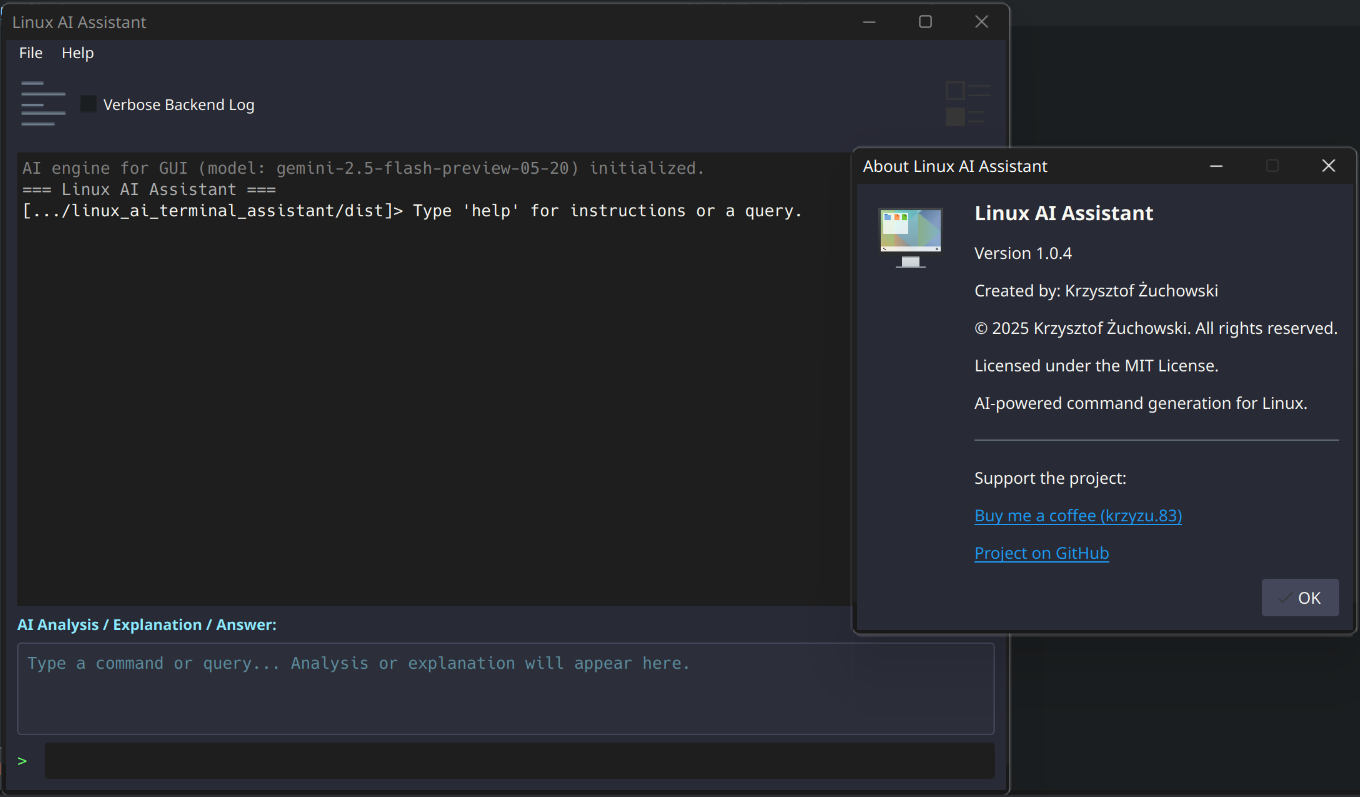 Linux AI Assistant
File Help
Verbose Backend Log
AI engine for GUI (model: gemini-2.5-flash-preview-05-20) initialized.
=== Linux AI Assistant ===
[.../linux_ai_terminal_assistant/dist]> Type 'help' for instructions or a query.
AI Analysis / Explanation / Answer:
Type a command or query... Analysis or explanation will appear here.
>
About Linux AI Assistant
Linux AI Assistant
Version 1.0.4
Created by: Krzysztof Żuchowski
© 2025 Krzysztof Żuchowski. All rights reserved.
Licensed under the MIT License.
AI-powered command generation for Linux.
Support the project:
Buy me a coffee (krzyzu.83)
Project on GitHub
OK